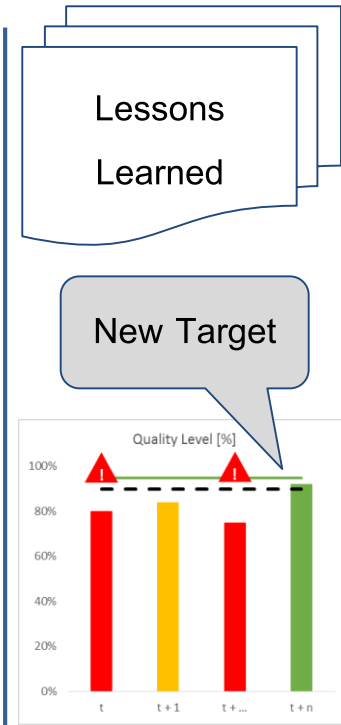 Lessons
Learned
New Target
Quality Level [%]
100%
!
!
80%
60%
40%
20%
0%
t
t + 1
t + ...
t + n